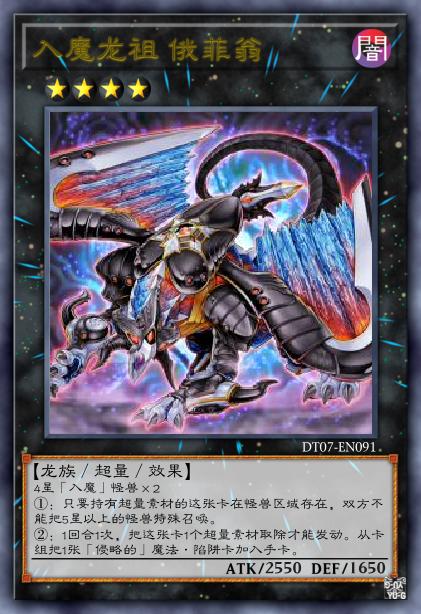 入魔龙祖 俄菲翁
闇
DT07-EN091
【龙族／超量／效果】
4星「入魔」怪兽×2
①：只要持有超量素材的这张卡在怪兽区域存在，双方不
能把5星以上的怪兽特殊召唤。
②：1回合1次，把这张卡1个超量素材取除才能发动。从卡
组把1张「侵略的」魔法·陷阱卡加入手卡。
ATK/2550 DEF/1650